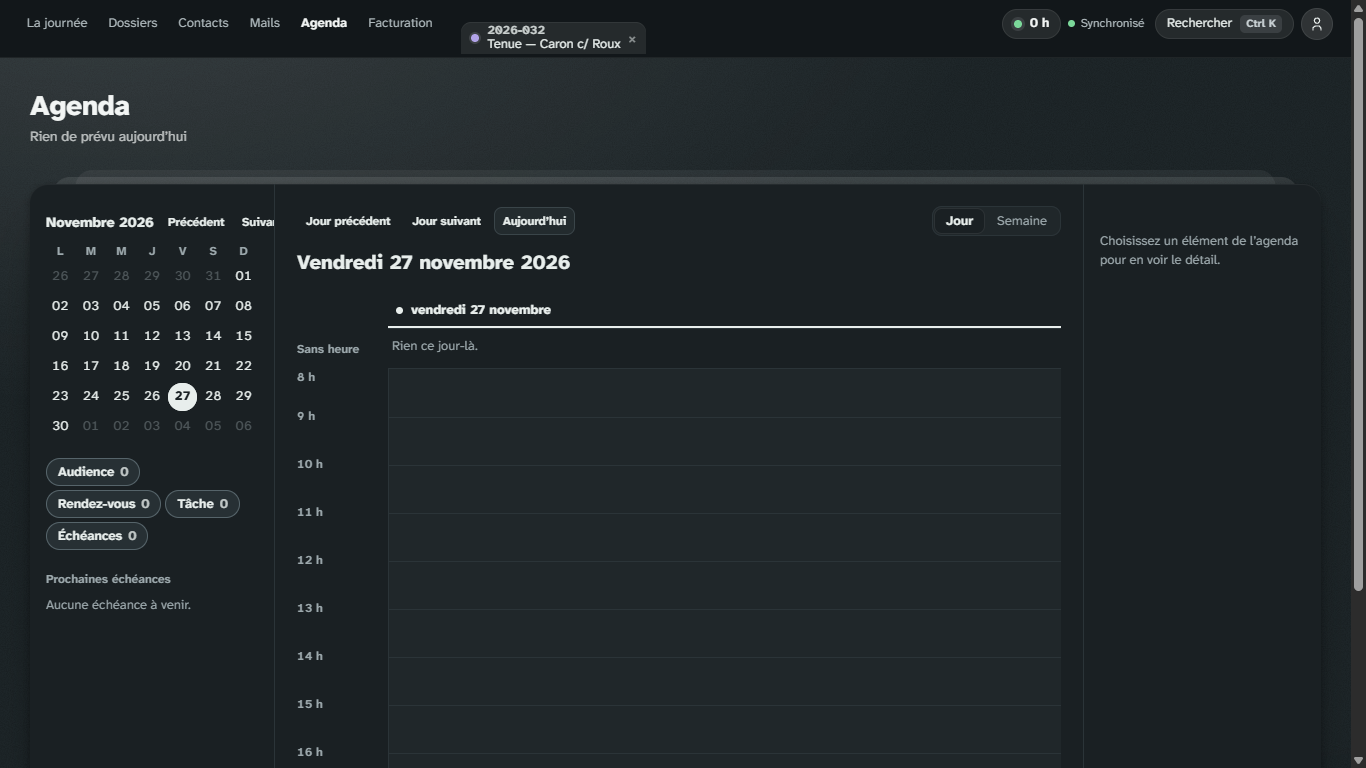 La journée Dossiers Contacts Mails Agenda Facturation
2026-032
Tenue — Caron c/ Roux ×
0 h Synchronisé Rechercher Ctrl K
Agenda
Rien de prévu aujourd'hui
Novembre 2026 Précédent Suivan
L M M J V S D
26 27 28 29 30 31 01
02 03 04 05 06 07 08
09 10 11 12 13 14 15
16 17 18 19 20 21 22
23 24 25 26 27 28 29
30 01 02 03 04 05 06
Audience 0
Rendez-vous 0 Tâche 0
Échéances 0
Prochaines échéances
Aucune échéance à venir.
Jour précédent Jour suivant Aujourd'hui
Jour Semaine
Vendredi 27 novembre 2026
vendredi 27 novembre
Sans heure Rien ce jour-là.
8 h
9 h
10 h
11 h
12 h
13 h
14 h
15 h
16 h
Choisissez un élément de l'agenda
pour en voir le détail.